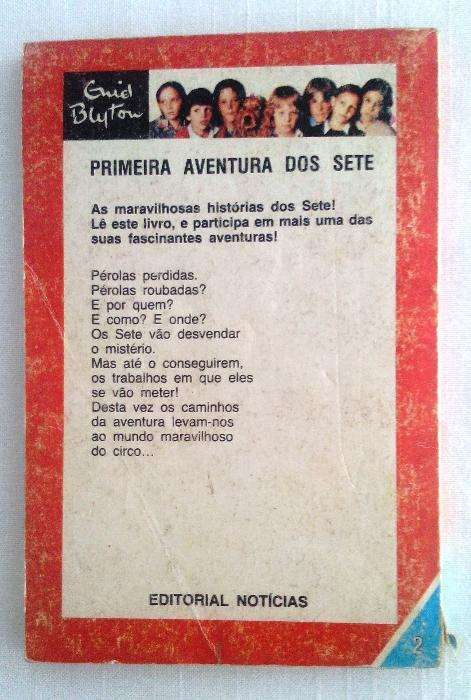 Enid
Blyton
PRIMEIRA AVENTURA DOS SETE
As maravilhosas histórias dos Sete!
Lê este livro, e participa em mais uma das
suas fascinantes aventuras!
Pérolas perdidas.
Pérolas roubadas?
E por quem?
E como? E onde?
Os Sete vão desvendar
o mistério.
Mas até o conseguirem,
os trabalhos em que eles
se vão meter!
Desta vez os caminhos
da aventura levam-nos
ao mundo maravilhoso
do circo...
EDITORIAL NOTÍCIAS
2